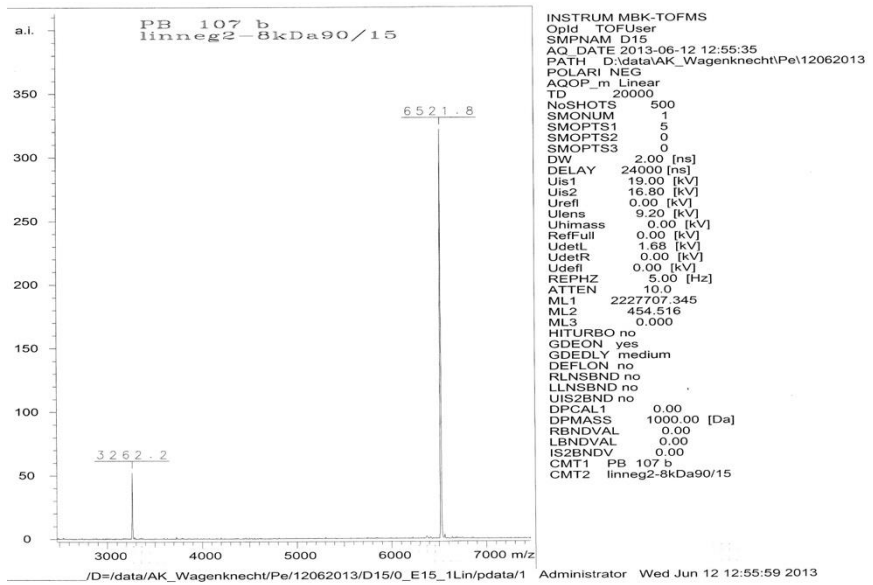 a.i.
PB 107 b
linneg2-8kDa90/15
350
300
250
200
150
100
50
0
6521.8
3262.2
3000 4000 5000 6000 7000 m/z
INSTRUM MBK-TOFMS
OpId TOFUser
SMPNAM D15
AQ_DATE 2013-06-12 12:55:35
PATH D:\data\AK_Wagenknecht\Pe\12062013
POLARI NEG
AQOP_m Linear
TD 20000
NoSHOTS 500
SMONUM 1
SMOPTS1 5
SMOPTS2 0
SMOPTS3 0
DW 2.00 [ns]
DELAY 24000 [ns]
Uis1 19.00 [kV]
Uis2 16.80 [kV]
Urefl 0.00 [kV]
Ulens 9.20 [kV]
Uhimass 0.00 [kV]
RefFull 0.00 [kV]
UdetL 1.68 [kV]
UdetR 0.00 [kV]
Udefl 0.00 [kV]
REPHZ 5.00 [Hz]
ATTEN 10.0
ML1 2227707.345
ML2 454.516
ML3 0.000
HITURBO no
GDEON yes
GDEDLY medium
DEFLON no
RLNSBND no
LLNSBND no
UIS2BND no
DPCAL1 0.00
DPMASS 1000.00 [Da]
RBNDVAL 0.00
LBNDVAL 0.00
IS2BNDV 0.00
CMT1 PB 107 b
CMT2 linneg2-8kDa90/15
/D=/data/AK_Wagenknecht/Pe/12062013/D15/0_E15_1Lin/pdata/1 Administrator Wed Jun 12 12:55:59 2013